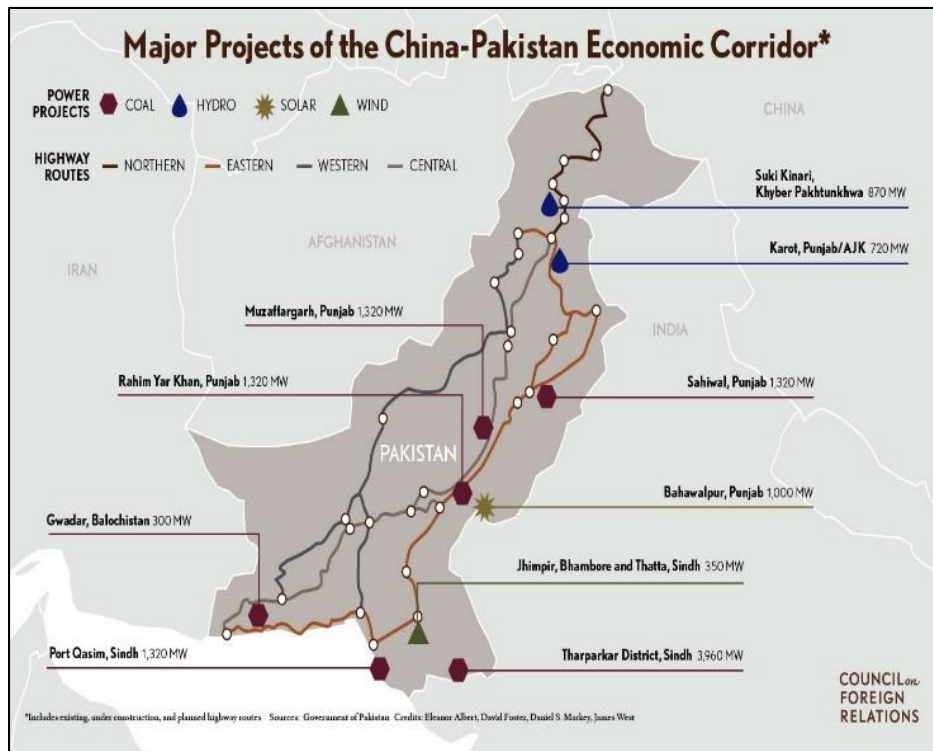 Major Projects of the China-Pakistan Economic Corridor*
POWER
PROJECTS
COAL
HYDRO
SOLAR
WIND
HIGHWAY
ROUTES
NORTHERN
EASTERN
WESTERN
CENTRAL
CHINA
Suki Kinari,
Khyber Pakhtunkhwa 870 MW
AFGHANISTAN
IRAN
Karot, Punjab/AJK 720 MW
Muzaffargarh, Punjab 1,320 MW
INDIA
Rahim Yar Khan, Punjab 1,320 MW
Sahiwal, Punjab 1,320 MW
PAKISTAN
Bahawalpur, Punjab 1,000 MW
Gwadar, Balochistan 300 MW
Jhimpir, Bhambore and Thatta, Sindh 350 MW
Port Qasim, Sindh 1,320 MW
Tharparkar District, Sindh 3,960 MW
COUNCIL on
FOREIGN
RELATIONS
*Includes existing, under construction, and planned highway routes Sources: Government of Pakistan Credits: Eleanor Albert, David Foster, Daniel S. Markey, James West